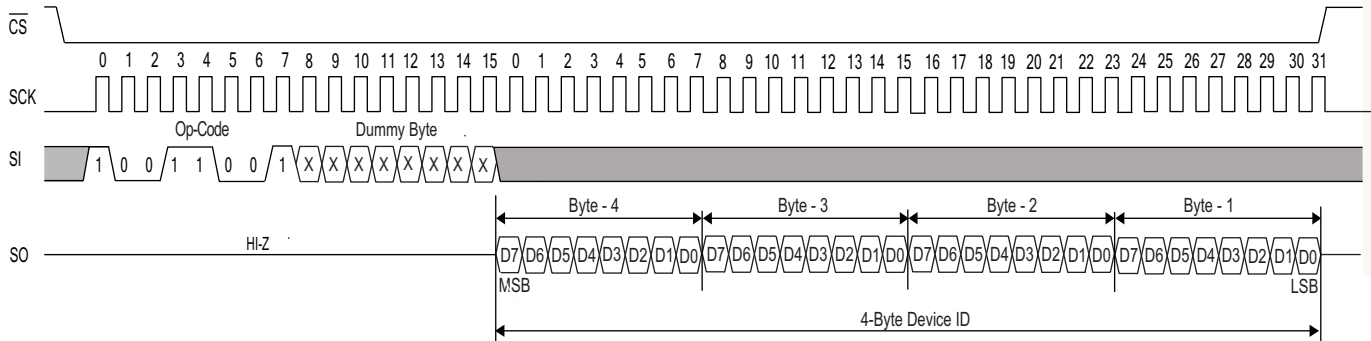 CS
0 1 2 3 4 5 6 7 8 9 10 11 12 13 14 15 0 1 2 3 4 5 6 7 8 9 10 11 12 13 14 15 16 17 18 19 20 21 22 23 24 25 26 27 28 29 30 31
SCK
Op-Code Dummy Byte
SI 1 0 0 1 1 0 0 1 X X X X X X X X
Byte - 4 Byte - 3 Byte - 2 Byte - 1
SO HI-Z D7 D6 D5 D4 D3 D2 D1 D0 D7 D6 D5 D4 D3 D2 D1 D0 D7 D6 D5 D4 D3 D2 D1 D0 D7 D6 D5 D4 D3 D2 D1 D0
MSB LSB
4-Byte Device ID